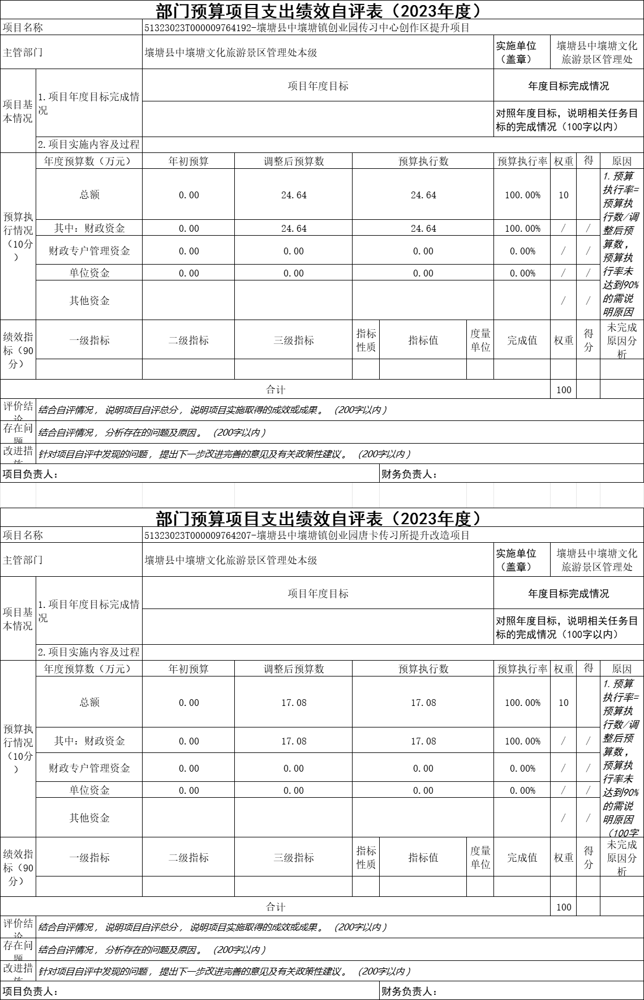 部门预算项目支出绩效自评表（2023年度）
项目名称 51323023T000009764192-壤塘县中壤塘镇创业园传习中心创作区提升项目
主管部门 壤塘县中壤塘文化旅游景区管理处本级 实施单位（盖章） 壤塘县中壤塘文化旅游景区管理处
项目基本情况 1.项目年度目标完成情况 项目年度目标 年度目标完成情况
对照年度目标，说明相关任务目标的完成情况（100字以内）
2.项目实施内容及过程
预算执行情况（10分） 年度预算数（万元） 年初预算 调整后预算数 预算执行数 预算执行率 权重 得 原因
总额 0.00 24.64 24.64 100.00% 10 1.预算执行率=预算执行数/调整后预算数，预算执行率未达到90%的需说明原因
其中：财政资金 0.00 24.64 24.64 100.00% / /
财政专户管理资金 0.00 0.00 0.00 0.00% / /
单位资金 0.00 0.00 0.00 0.00% / /
其他资金 / /
绩效指标（90分） 一级指标 二级指标 三级指标 指标性质 指标值 度量单位 完成值 权重 得分 未完成原因分析
合计 100
评价结论 结合自评情况，说明项目自评总分，说明项目实施取得的成效或成果。（200字以内）
存在问题 结合自评情况，分析存在的问题及原因。（200字以内）
改进措施 针对项目自评中发现的问题，提出下一步改进完善的意见及有关政策性建议。（200字以内）
项目负责人： 财务负责人：
部门预算项目支出绩效自评表（2023年度）
项目名称 51323023T000009764207-壤塘县中壤塘镇创业园唐卡传习所提升改造项目
主管部门 壤塘县中壤塘文化旅游景区管理处本级 实施单位（盖章） 壤塘县中壤塘文化旅游景区管理处
项目基本情况 1.项目年度目标完成情况 项目年度目标 年度目标完成情况
对照年度目标，说明相关任务目标的完成情况（100字以内）
2.项目实施内容及过程
预算执行情况（10分） 年度预算数（万元） 年初预算 调整后预算数 预算执行数 预算执行率 权重 得 原因
总额 0.00 17.08 17.08 100.00% 10 1.预算执行率=预算执行数/调整后预算数，预算执行率未达到90%的需说明原因（100字
其中：财政资金 0.00 17.08 17.08 100.00% / /
财政专户管理资金 0.00 0.00 0.00 0.00% / /
单位资金 0.00 0.00 0.00 0.00% / /
其他资金 / /
绩效指标（90分） 一级指标 二级指标 三级指标 指标性质 指标值 度量单位 完成值 权重 得分 未完成原因分析
合计 100
评价结论 结合自评情况，说明项目自评总分，说明项目实施取得的成效或成果。（200字以内）
存在问题 结合自评情况，分析存在的问题及原因。（200字以内）
改进措施 针对项目自评中发现的问题，提出下一步改进完善的意见及有关政策性建议。（200字以内）
项目负责人： 财务负责人：